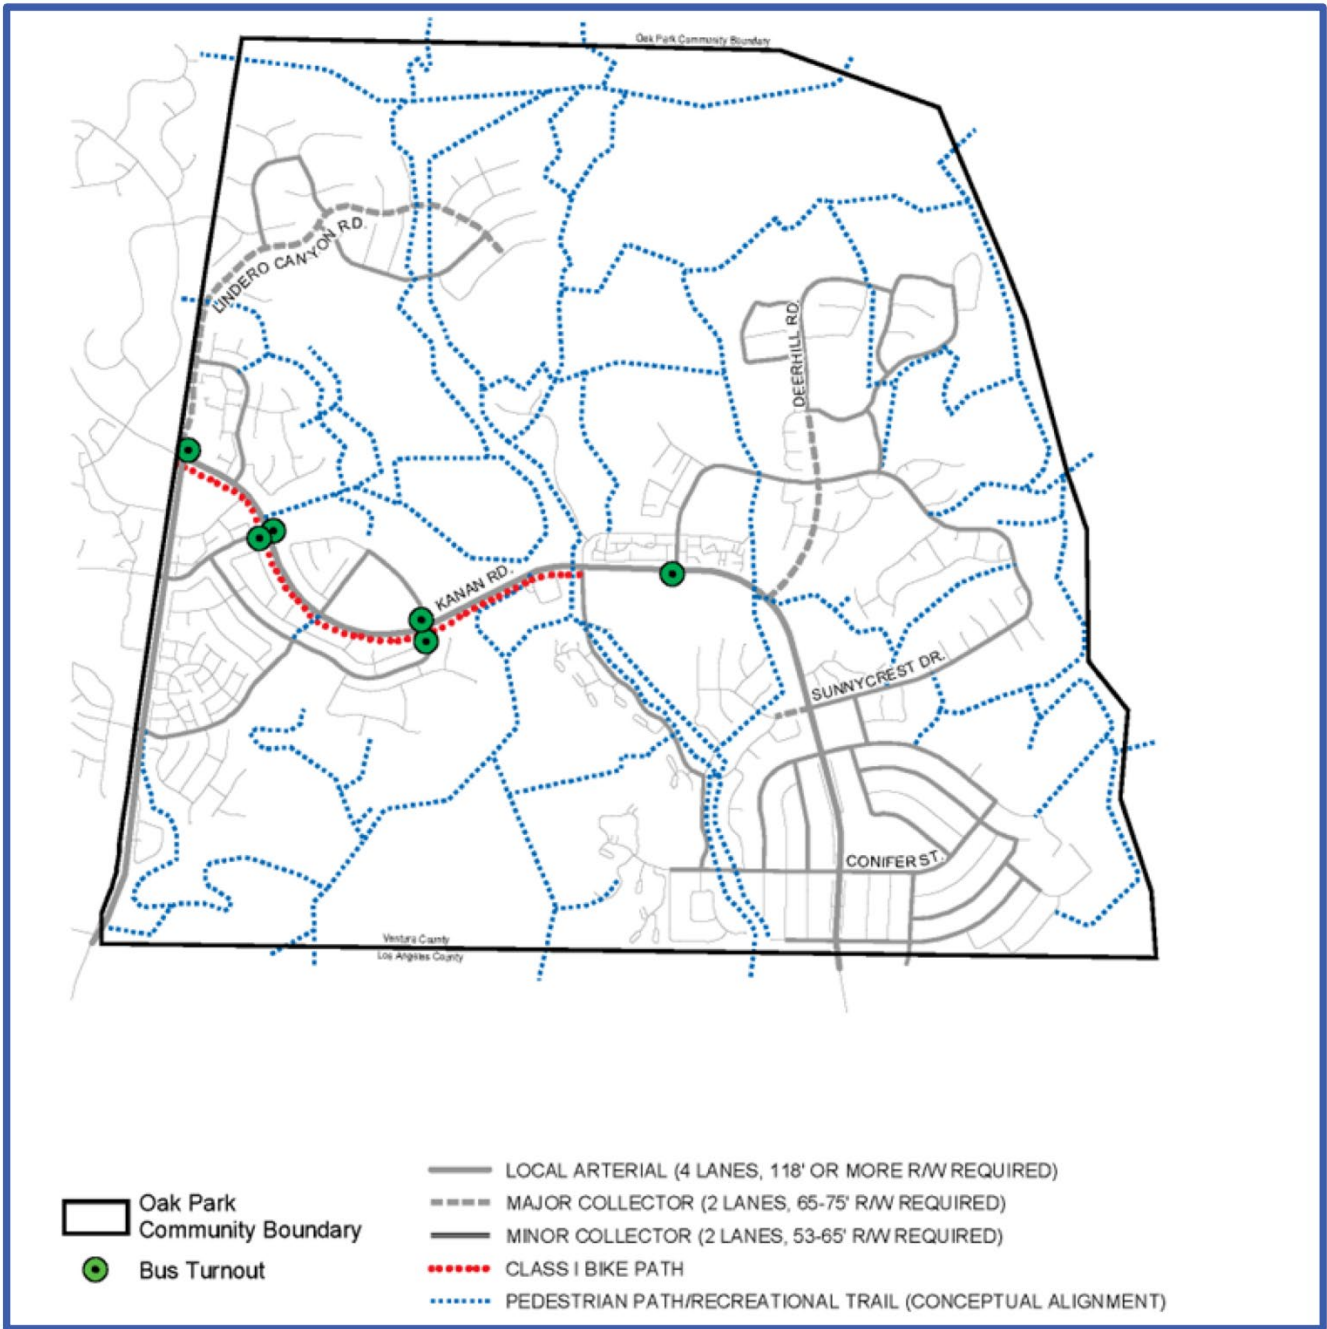 Oak Park Community Boundary
LINDERO CANYON RD.
DEERHILL RD.
KANAN RD.
SUNNYCREST DR.
CONIFER ST.
Ventura County
Los Angeles County
Oak Park
Community Boundary
Bus Turnout
LOCAL ARTERIAL (4 LANES, 118' OR MORE R/W REQUIRED)
MAJOR COLLECTOR (2 LANES, 65-75' R/W REQUIRED)
MINOR COLLECTOR (2 LANES, 53-65' R/W REQUIRED)
CLASS I BIKE PATH
PEDESTRIAN PATH/RECREATIONAL TRAIL (CONCEPTUAL ALIGNMENT)